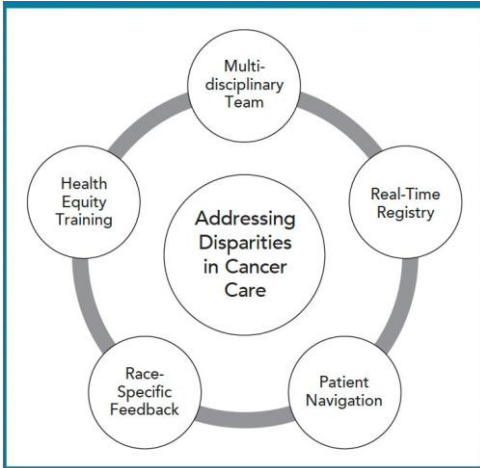 Multi-
disciplinary
Team
Real-Time
Registry
Patient
Navigation
Race-
Specific
Feedback
Health
Equity
Training
Addressing
Disparities
in Cancer
Care